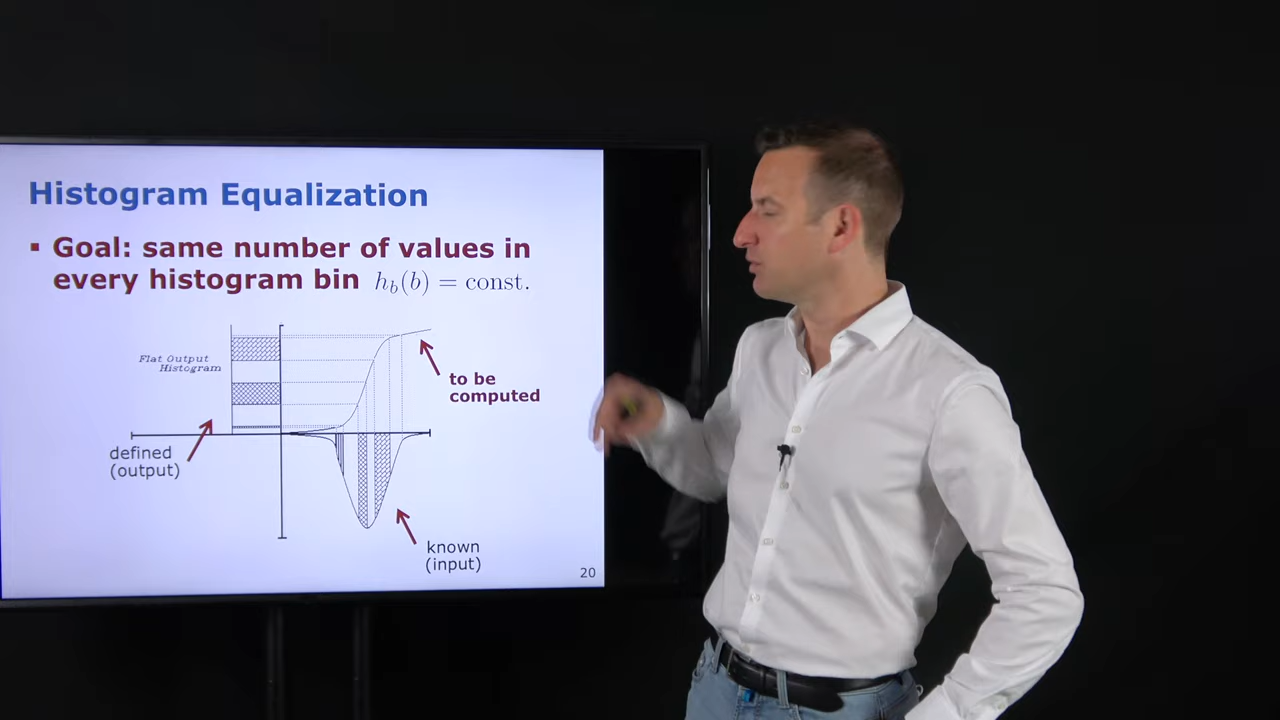 Histogram Equalization
▪ Goal: same number of values in
every histogram bin h_b(b) = const.
Flat Output
Histogram
to be
computed
defined
(output)
known
(input)
20